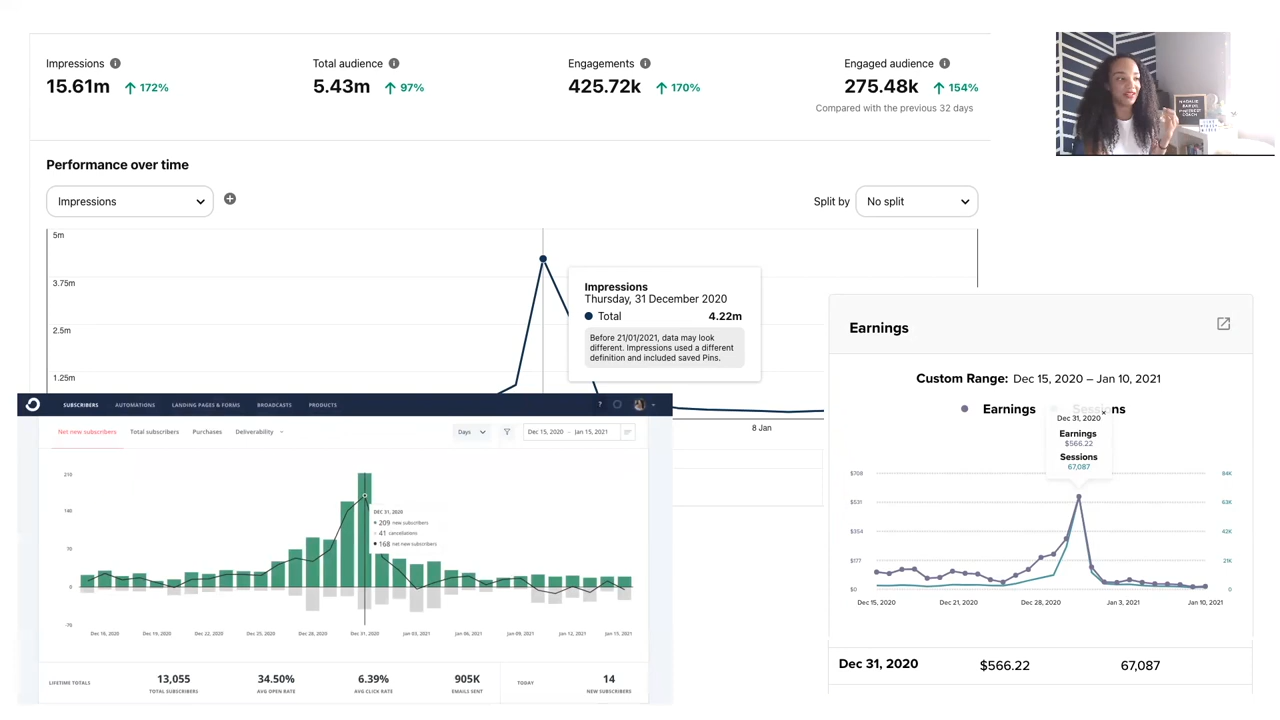 Impressions
Total audience
Engagements
Engaged audience
15.61m 172%
5.43m 97%
425.72k 170%
275.48k 154%
Compared with the previous 32 days
Performance over time
Impressions
Split by No split
5m
3.75m
2.5m
1.25m
8 Jan
Impressions
Thursday, 31 December 2020
Total 4.22m
Before 21/01/2021, data may look
different. Impressions used a different
definition and included saved Pins.
NATALIE
Earnings
Custom Range: Dec 15, 2020 – Jan 10, 2021
Earnings Sessions
Dec 31, 2020 ×
Earnings
$566.22
Sessions
67,087
$708 84K
$531 63K
$354 42K
$177 21K
$0 0
Dec 15, 2020 Dec 21, 2020 Dec 28, 2020 Jan 3, 2021 Jan 10, 2021
Dec 31, 2020 $566.22 67,087
SUBSCRIBERS AUTOMATIONS LANDING PAGES & FORMS BROADCASTS PRODUCTS ?
Net new subscribers Total subscribers Purchases Deliverability Days Dec 15, 2020 – Jan 15, 2021
210
140
70
0
-70
DEC 31, 2020
209 new subscribers
41 cancellations
168 net new subscribers
Dec 16, 2020 Dec 19, 2020 Dec 22, 2020 Dec 25, 2020 Dec 28, 2020 Dec 31, 2020 Jan 03, 2021 Jan 06, 2021 Jan 09, 2021 Jan 12, 2021 Jan 15, 2021
LIFETIME TOTALS
13,055
TOTAL SUBSCRIBERS
34.50%
AVG OPEN RATE
6.39%
AVG CLICK RATE
905K
EMAILS SENT
TODAY
14
NEW SUBSCRIBERS